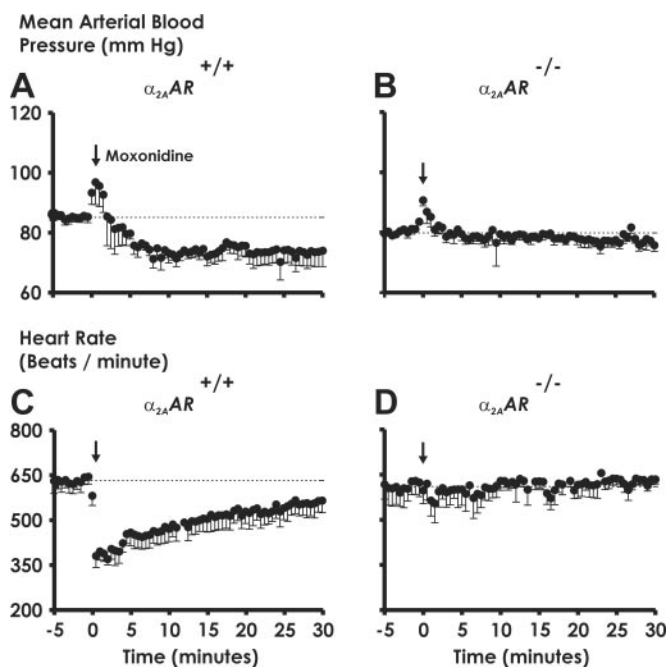 Mean Arterial Blood
Pressure (mm Hg)
A α2AAR +/+
B α2AAR -/-
120
100
80
60
Moxonidine
Heart Rate
(Beats / minute)
C α2AAR +/+
D α2AAR -/-
800
650
500
350
200
-5 0 5 10 15 20 25 30
-5 0 5 10 15 20 25 30
Time (minutes)
Time (minutes)